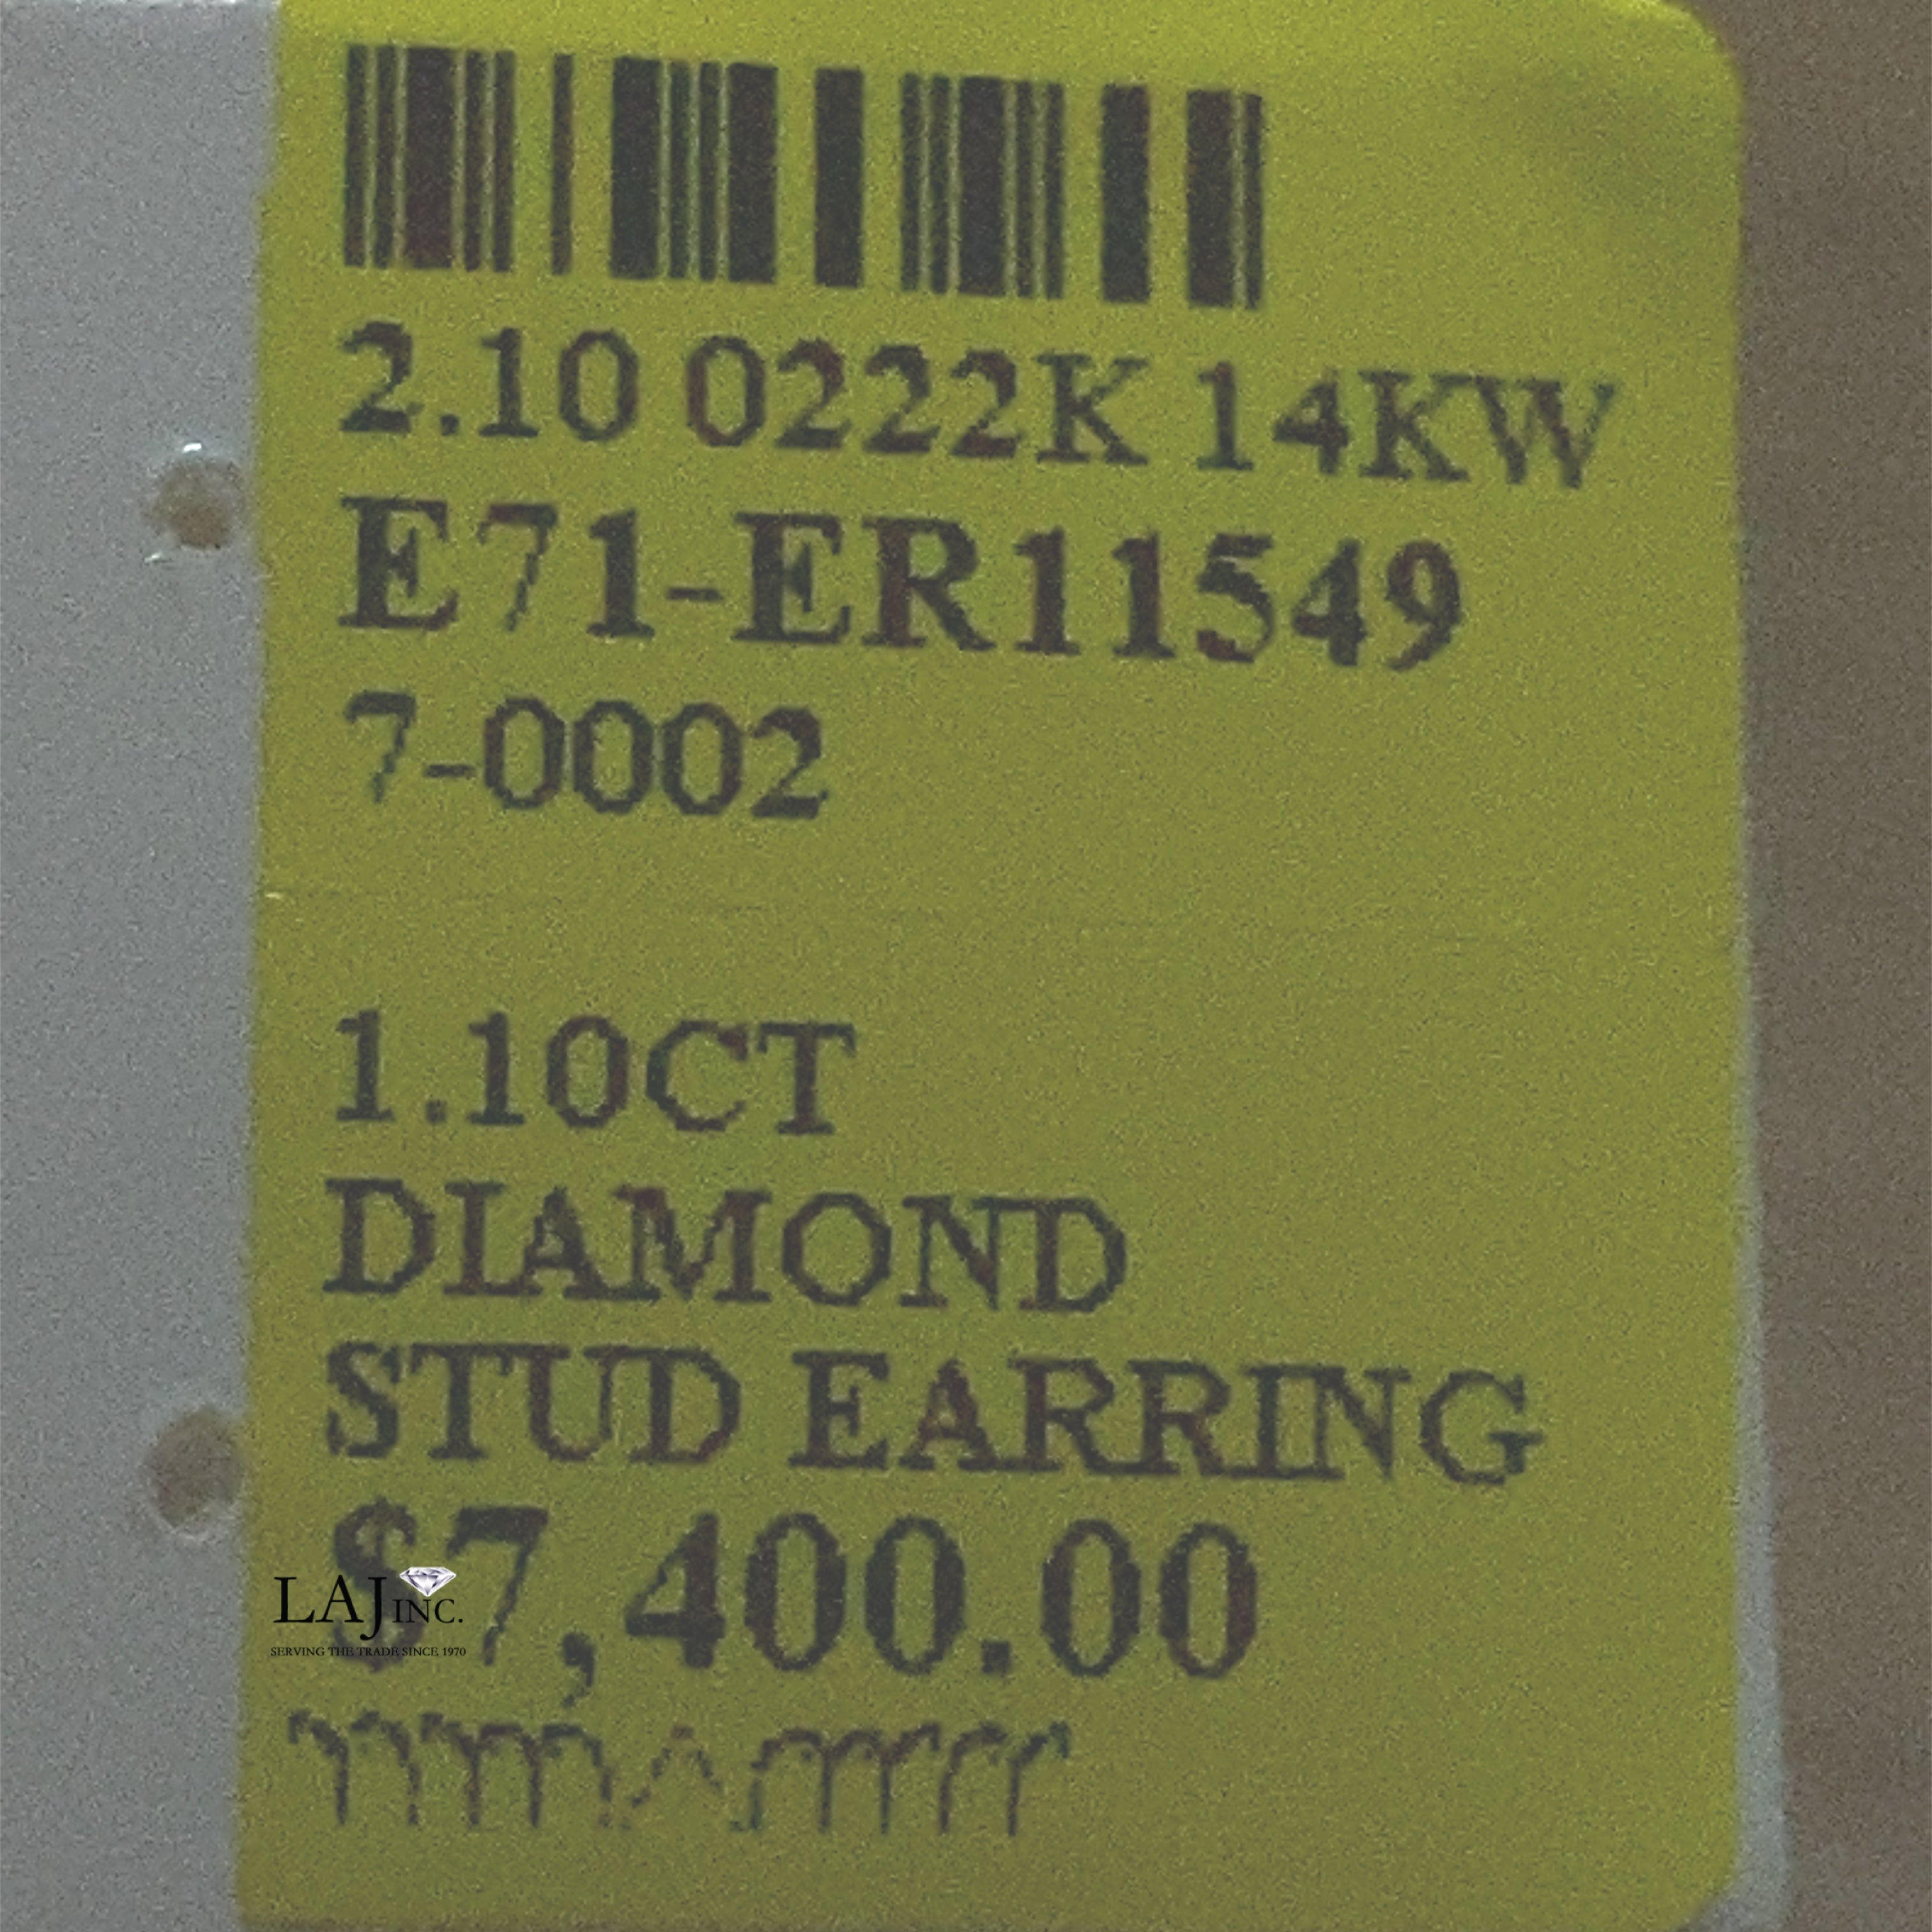 2.10 0222K 14KW
E71-ER11549
7-0002
1.10CT
DIAMOND
STUD EARRING
$7,400.00
LAJ INC.
SERVING THE TRADE SINCE 1970